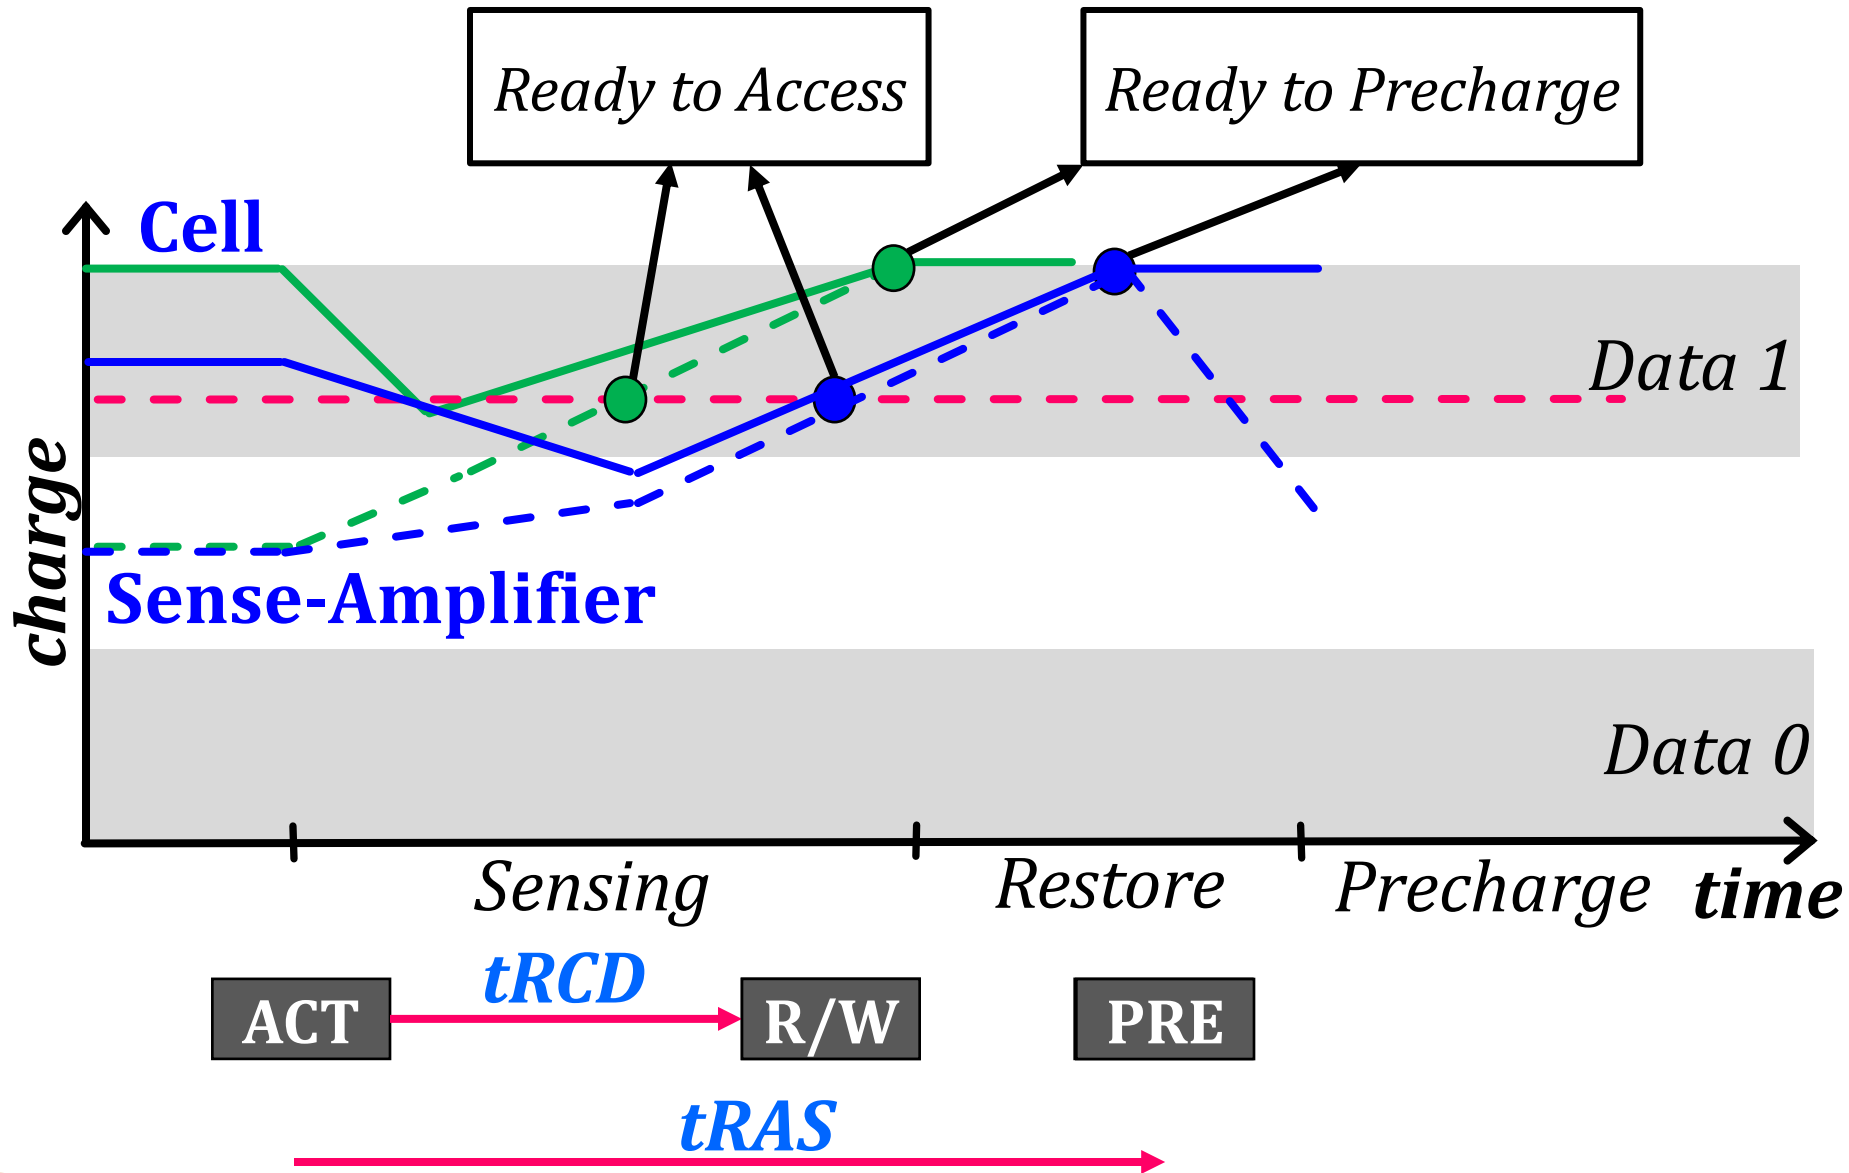 Ready to Access
Ready to Precharge
Cell
Data 1
charge
Sense-Amplifier
Data 0
Sensing
Restore
Precharge
time
tRCD
ACT
R/W
PRE
tRAS